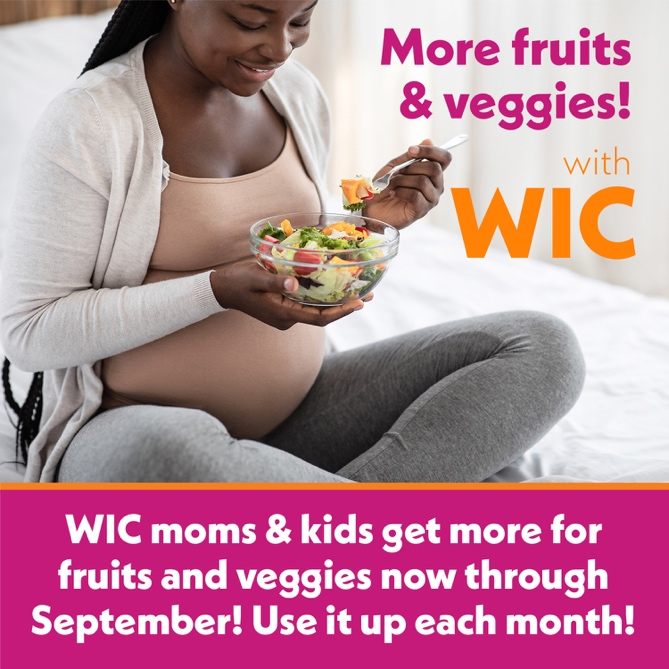 More fruits
& veggies!
with
WIC
WIC moms & kids get more for
fruits and veggies now through
September! Use it up each month!